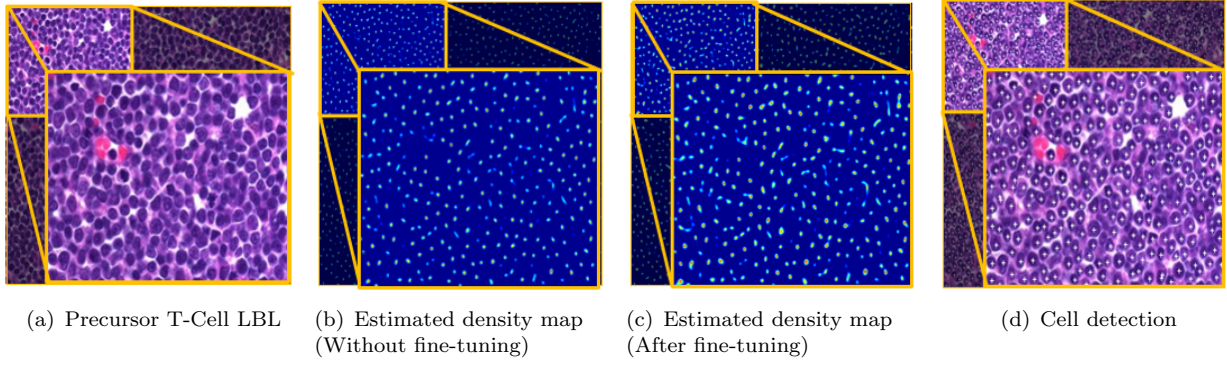 (a) Precursor T-Cell LBL
(b) Estimated density map
(Without fine-tuning)
(c) Estimated density map
(After fine-tuning)
(d) Cell detection